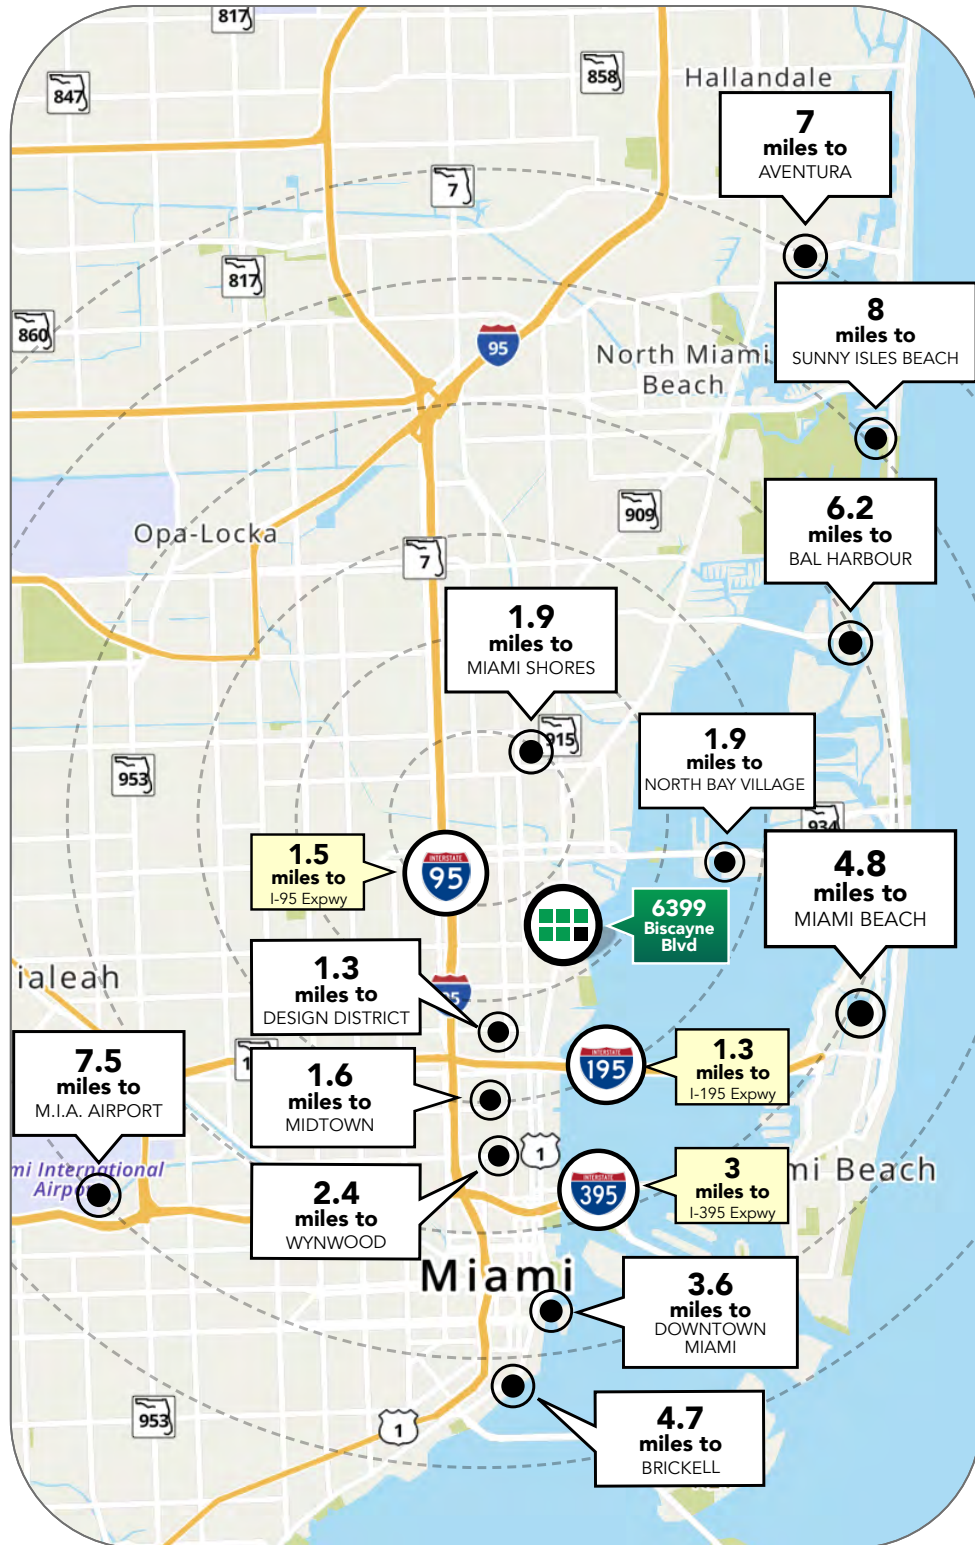 817
847
858
Hallandale
7
miles to
AVENTURA
7
817
860
8
miles to
SUNNY ISLES BEACH
95
North Miami
Beach
6.2
miles to
BAL HARBOUR
909
Opa-Locka
7
1.9
miles to
MIAMI SHORES
915
1.9
miles to
NORTH BAY VILLAGE
953
934
1.5
miles to
I-95 Expwy
INTERSTATE
95
4.8
miles to
MIAMI BEACH
6399
Biscayne
Blvd
ialeah
1.3
miles to
DESIGN DISTRICT
95
7.5
miles to
M.I.A. AIRPORT
1
1.6
miles to
MIDTOWN
INTERSTATE
195
1.3
miles to
I-195 Expwy
1
mi International
Airpo
2.4
miles to
WYNWOOD
INTERSTATE
395
3
miles to
I-395 Expwy
mi Beach
Miami
3.6
miles to
DOWNTOWN
MIAMI
953
1
4.7
miles to
BRICKELL